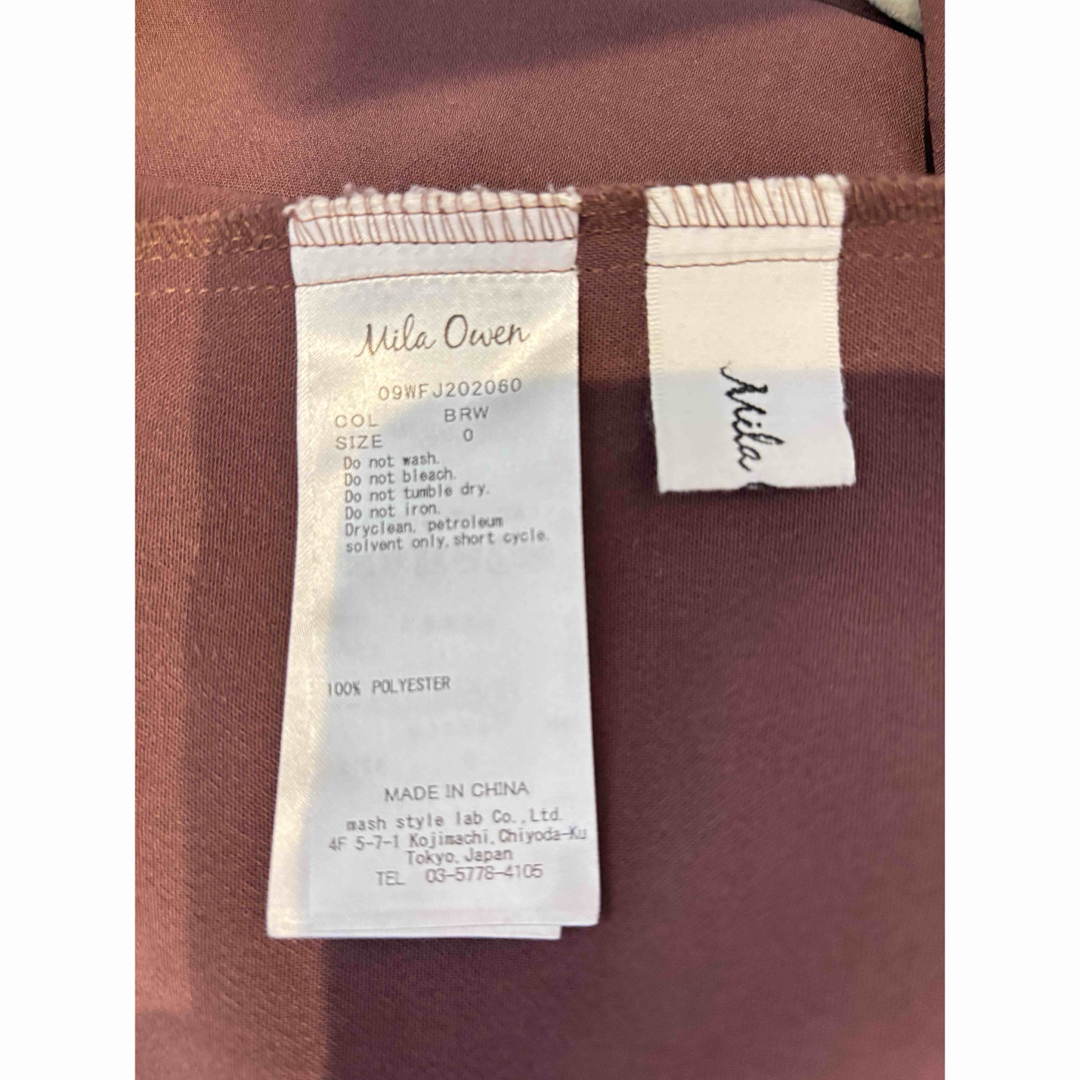 Mila Owen
09WFJ202060
COL BRW
SIZE 0
Do not wash.
Do not bleach.
Do not tumble dry.
Do not iron.
Dryclean, petroleum
solvent only, short cycle.
100% POLYESTER
MADE IN CHINA
mash style lab Co.,Ltd.
4F 5-7-1 Kojimachi,Chiyoda-Ku
Tokyo,Japan
TEL 03-5778-4105
Mila